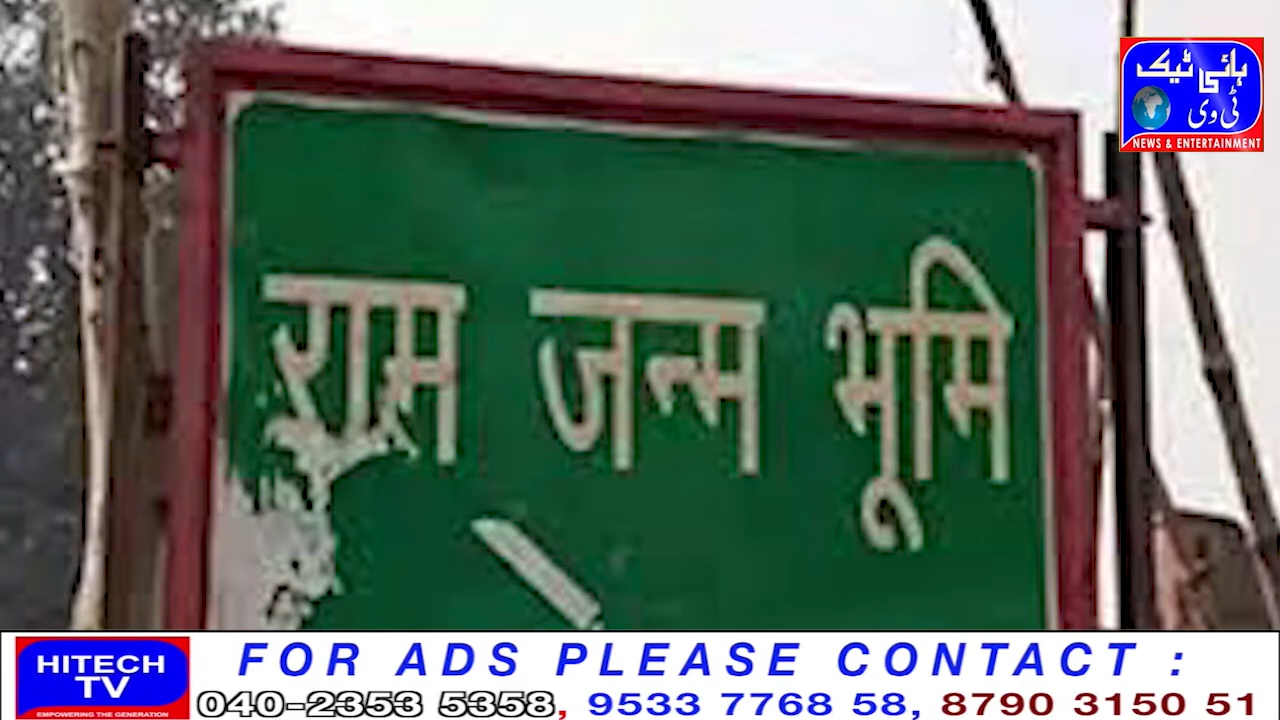 ہائی ٹیک
ٹی وی
NEWS & ENTERTAINMENT
राम जन्म भूमि
HITECH
TV
EMPOWERING THE GENERATION
FOR ADS PLEASE CONTACT :
040-2353 5358, 9533 7768 58, 8790 3150 51